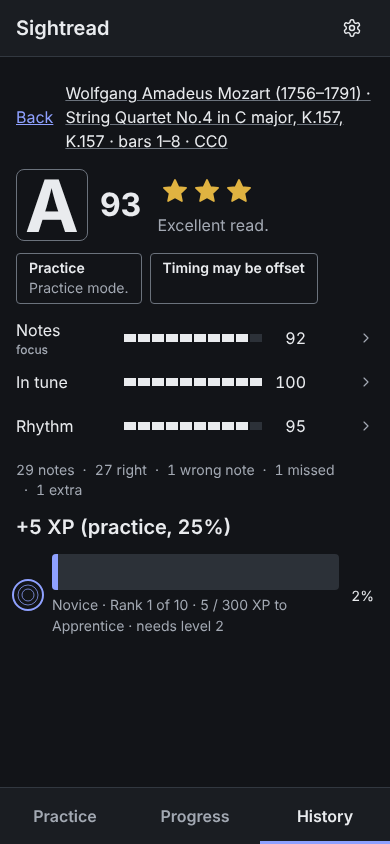 Sightread
Wolfgang Amadeus Mozart (1756–1791) ·
Back String Quartet No.4 in C major, K.157,
K.157 · bars 1–8 · CC0
A 93
Excellent read.
Practice
Practice mode.
Timing may be offset
Notes 92
focus
In tune 100
Rhythm 95
29 notes · 27 right · 1 wrong note · 1 missed
· 1 extra
+5 XP (practice, 25%)
2%
Novice · Rank 1 of 10 · 5 / 300 XP to
Apprentice · needs level 2
Practice Progress History